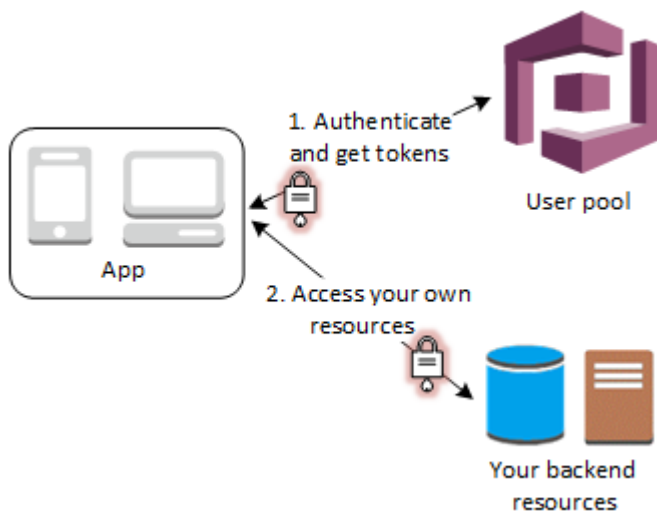 1. Authenticate
and get tokens
User pool
App
2. Access your own
resources
Your backend
resources